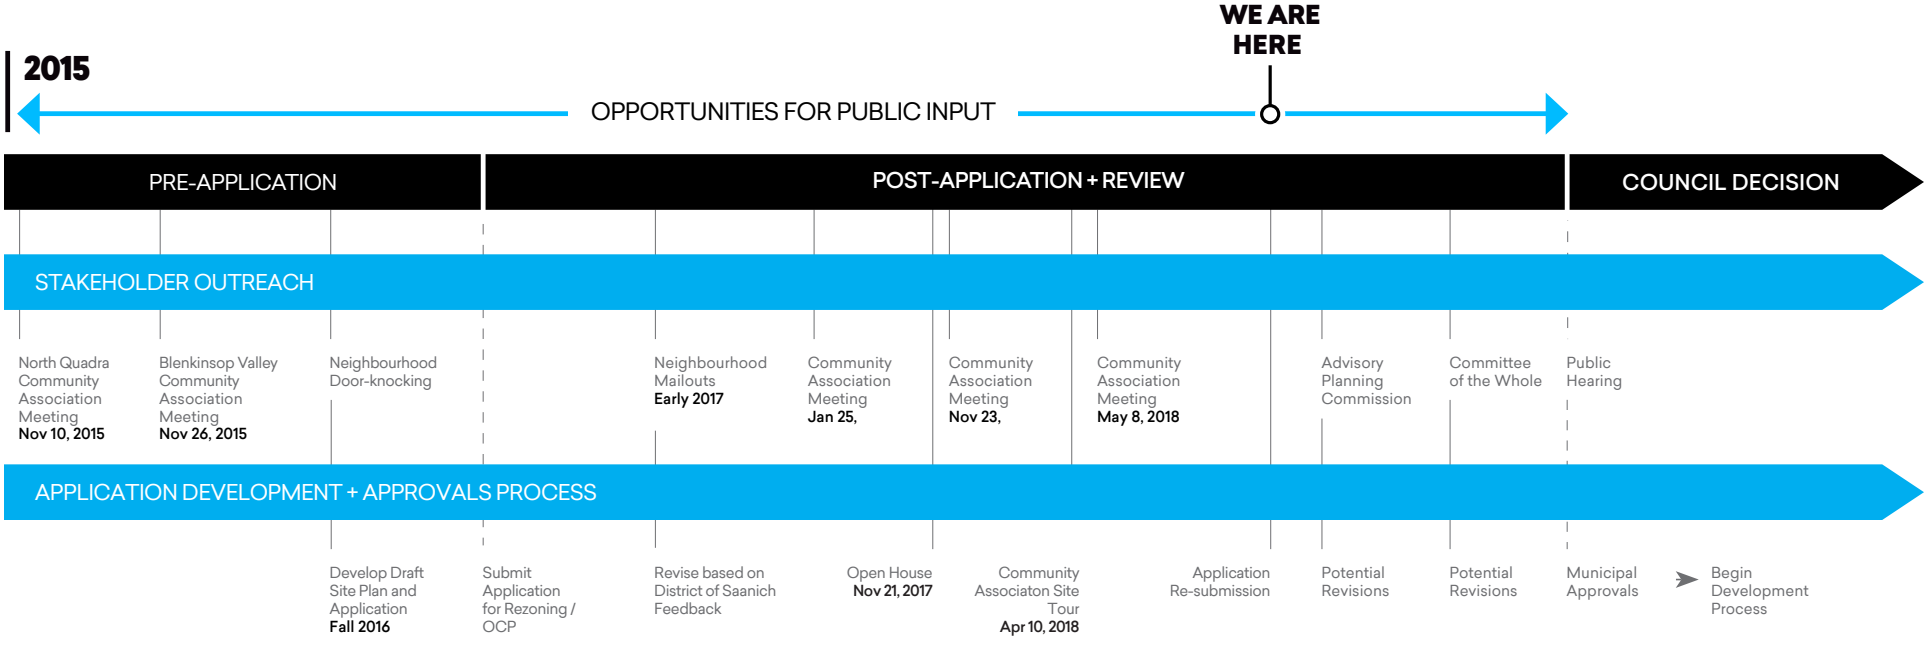 WE ARE
HERE
2015
OPPORTUNITIES FOR PUBLIC INPUT
PRE-APPLICATION
POST-APPLICATION + REVIEW
COUNCIL DECISION
STAKEHOLDER OUTREACH
North Quadra
Community
Association
Meeting
Nov 10, 2015
Blenkinsop Valley
Community
Association
Meeting
Nov 26, 2015
Neighbourhood
Door-knocking
Neighbourhood
Mailouts
Early 2017
Community
Association
Meeting
Jan 25,
Community
Association
Meeting
Nov 23,
Community
Association
Meeting
May 8, 2018
Advisory
Planning
Commission
Committee
of the Whole
Public
Hearing
APPLICATION DEVELOPMENT + APPROVALS PROCESS
Develop Draft
Site Plan and
Application
Fall 2016
Submit
Application
for Rezoning /
OCP
Revise based on
District of Saanich
Feedback
Open House
Nov 21, 2017
Community
Associaton Site
Tour
Apr 10, 2018
Application
Re-submission
Potential
Revisions
Potential
Revisions
Municipal
Approvals
Begin
Development
Process